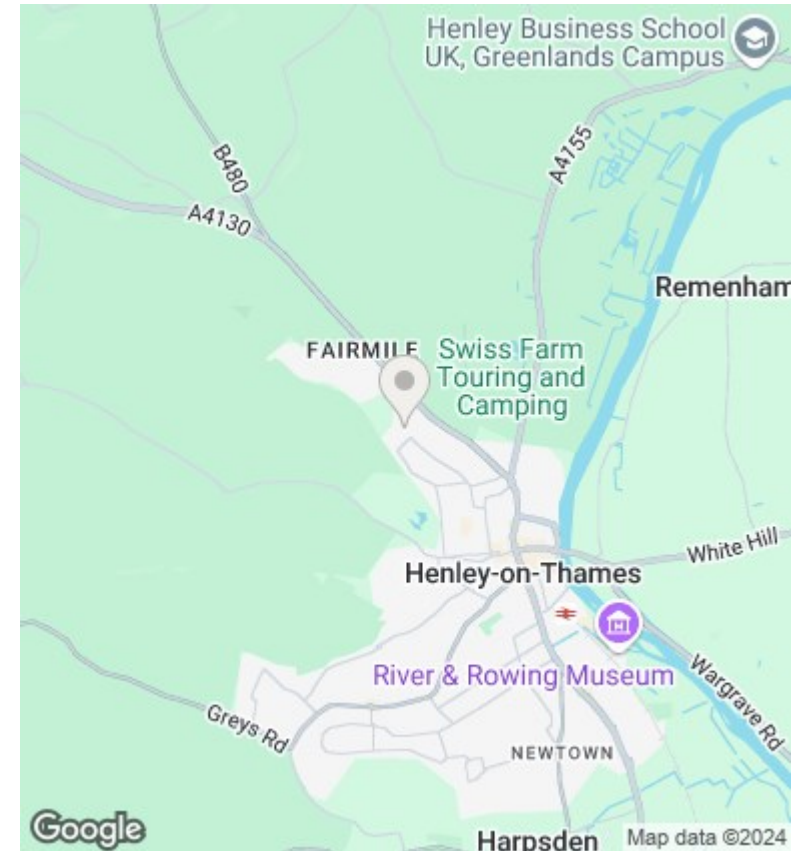 Henley Business School
UK, Greenlands Campus
A4155
B480
A4130
Remenham
FAIRMILE
Swiss Farm
Touring and
Camping
White Hill
Henley-on-Thames
River & Rowing Museum
Wargrave Rd
Greys Rd
NEWTOWN
Google
Harpsden
Map data ©2024